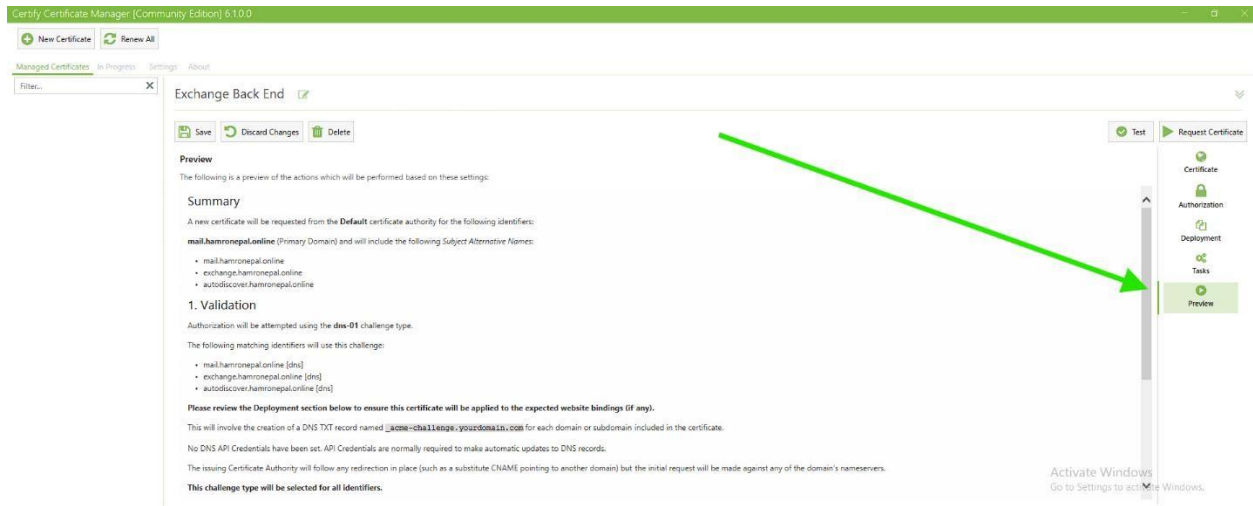 Certify Certificate Manager [Community Edition] 6.1.0.0
New Certificate
Renew All
Managed Certificates In Progress Settings About
Filter...
Exchange Back End
Save Discard Changes Delete
Test Request Certificate
Preview
The following is a preview of the actions which will be performed based on these settings:
Summary
A new certificate will be requested from the Default certificate authority for the following identifiers:
mail.hamronepal.online (Primary Domain) and will include the following Subject Alternative Names:
• mail.hamronepal.online
• exchange.hamronepal.online
• autodiscover.hamronepal.online
1. Validation
Authorization will be attempted using the dns-01 challenge type.
The following matching identifiers will use this challenge:
• mail.hamronepal.online [dns]
• exchange.hamronepal.online [dns]
• autodiscover.hamronepal.online [dns]
Please review the Deployment section below to ensure this certificate will be applied to the expected website bindings (if any).
This will involve the creation of a DNS TXT record named _acme-challenge.yourdomain.com for each domain or subdomain included in the certificate.
No DNS API Credentials have been set. API Credentials are normally required to make automatic updates to DNS records.
The issuing Certificate Authority will follow any redirection in place (such as a substitute CNAME pointing to another domain) but the initial request will be made against any of the domain's nameservers.
This challenge type will be selected for all identifiers.
Certificate
Authorization
Deployment
Tasks
Preview
Activate Windows
Go to Settings to activate Windows.